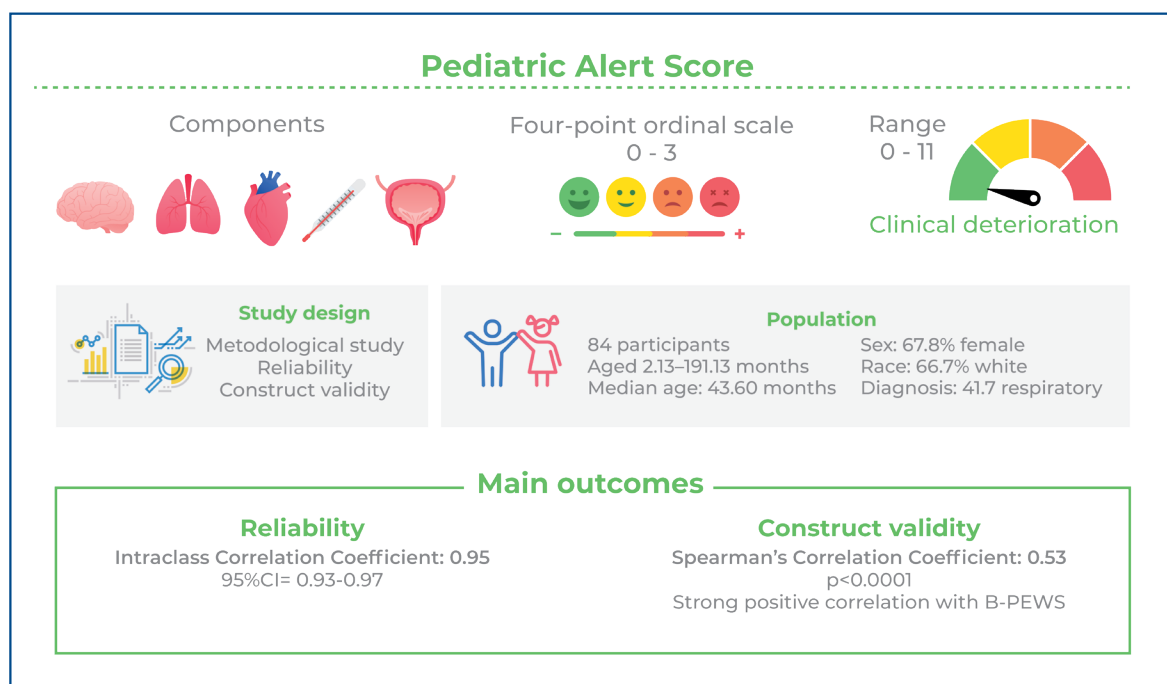 Pediatric Alert Score
Components
Four-point ordinal scale
0 - 3
Range
0 - 11
− +
Clinical deterioration
Study design
Metodological study
Reliability
Construct validity
Population
84 participants
Aged 2.13–191.13 months
Median age: 43.60 months
Sex: 67.8% female
Race: 66.7% white
Diagnosis: 41.7 respiratory
Main outcomes
Reliability
Intraclass Correlation Coefficient: 0.95
95%CI= 0.93-0.97
Construct validity
Spearman’s Correlation Coefficient: 0.53
p<0.0001
Strong positive correlation with B-PEWS